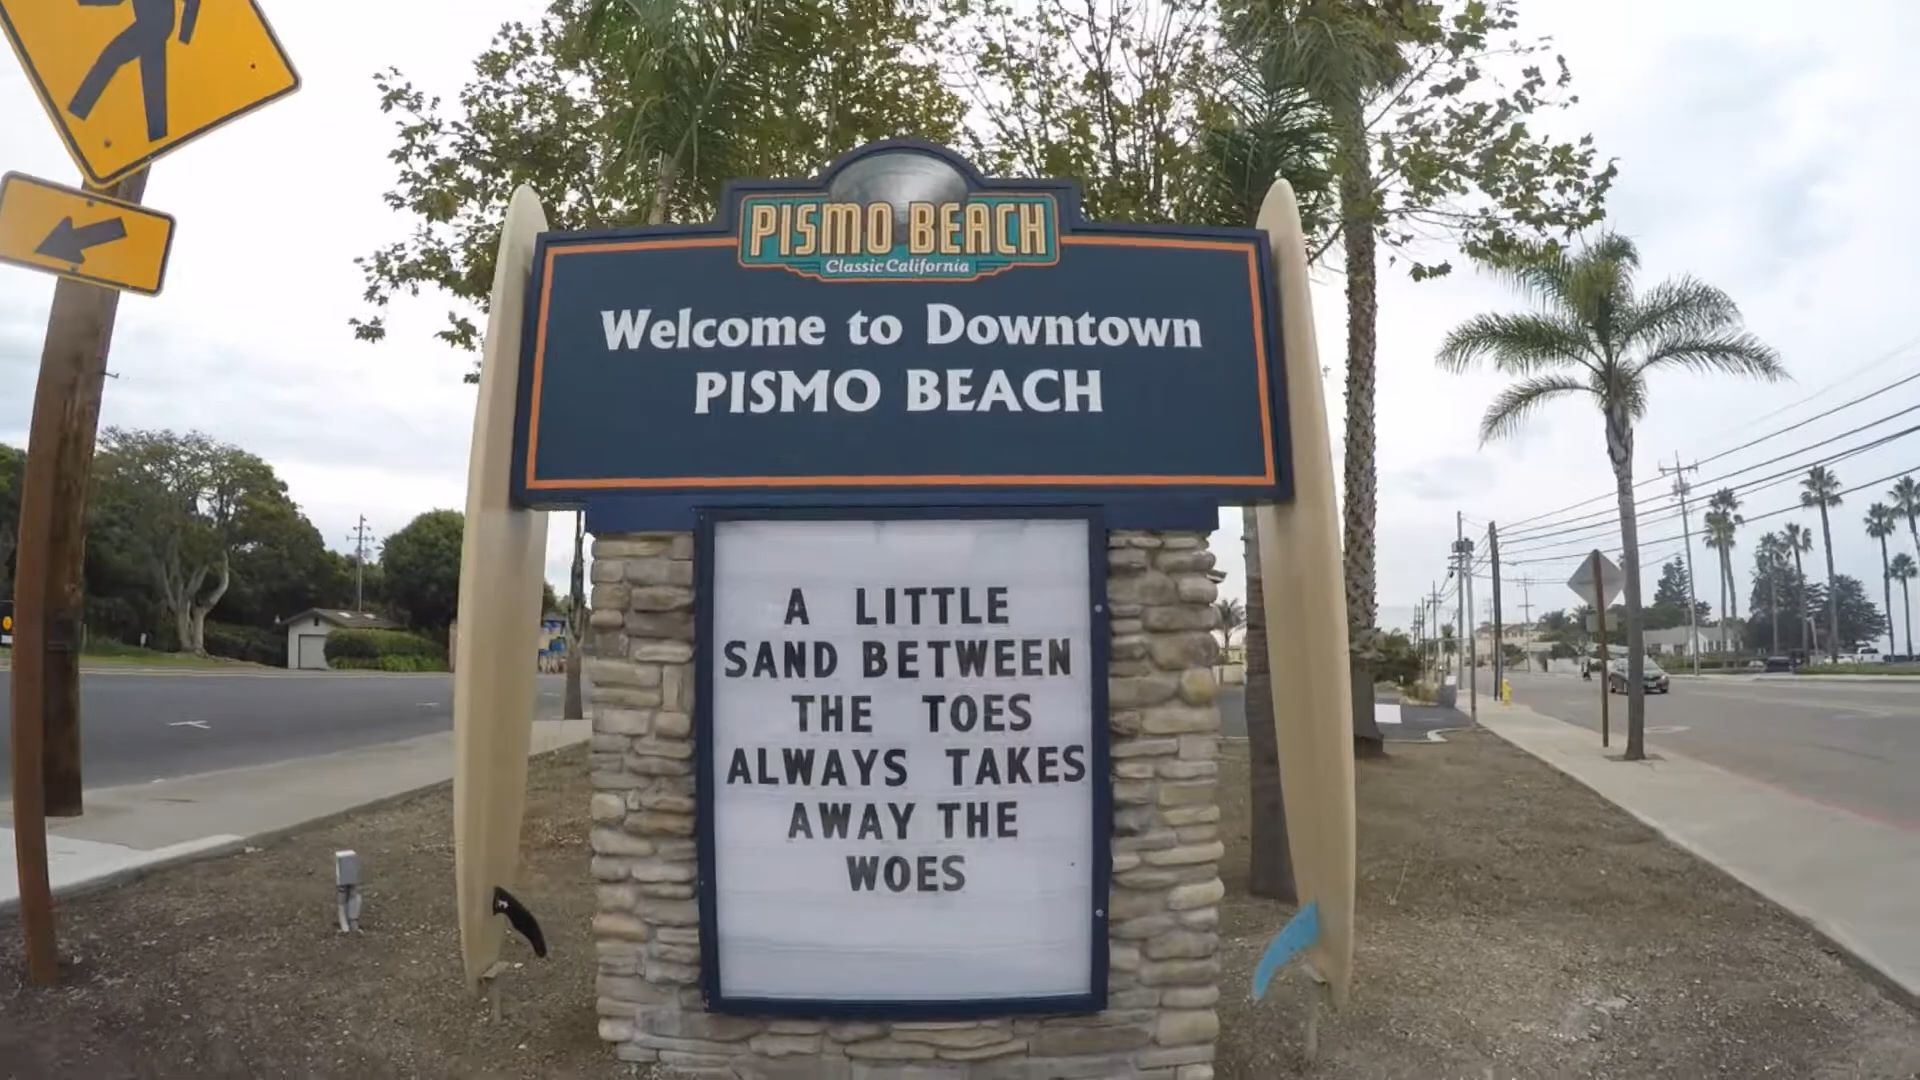 PISMO BEACH
Classic California
Welcome to Downtown
PISMO BEACH
A LITTLE
SAND BETWEEN
THE TOES
ALWAYS TAKES
AWAY THE
WOES